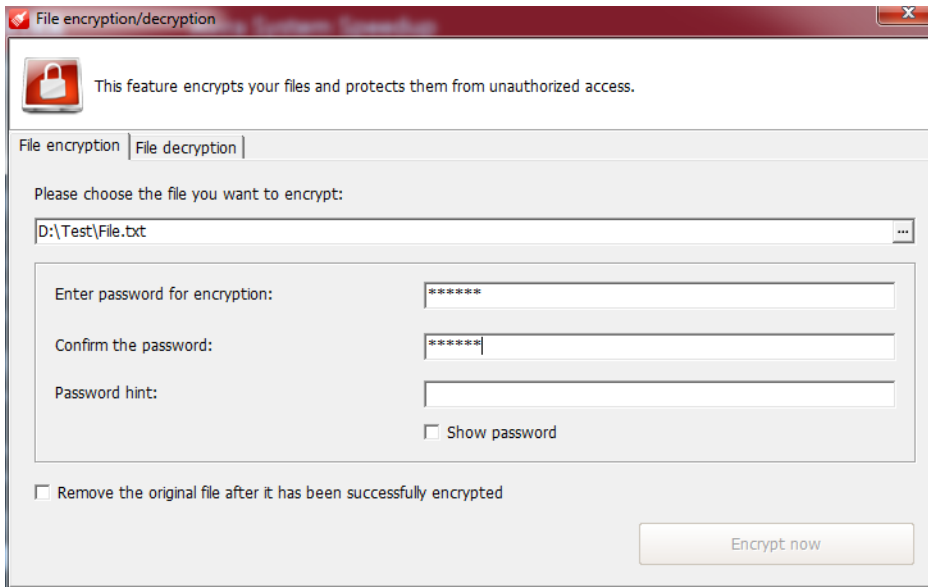 File encryption/decryption
System Speedup
This feature encrypts your files and protects them from unauthorized access.
File encryption
File decryption
Please choose the file you want to encrypt:
D:\Test\File.txt
...
Enter password for encryption:
******
Confirm the password:
******
Password hint:
Show password
Remove the original file after it has been successfully encrypted
Encrypt now